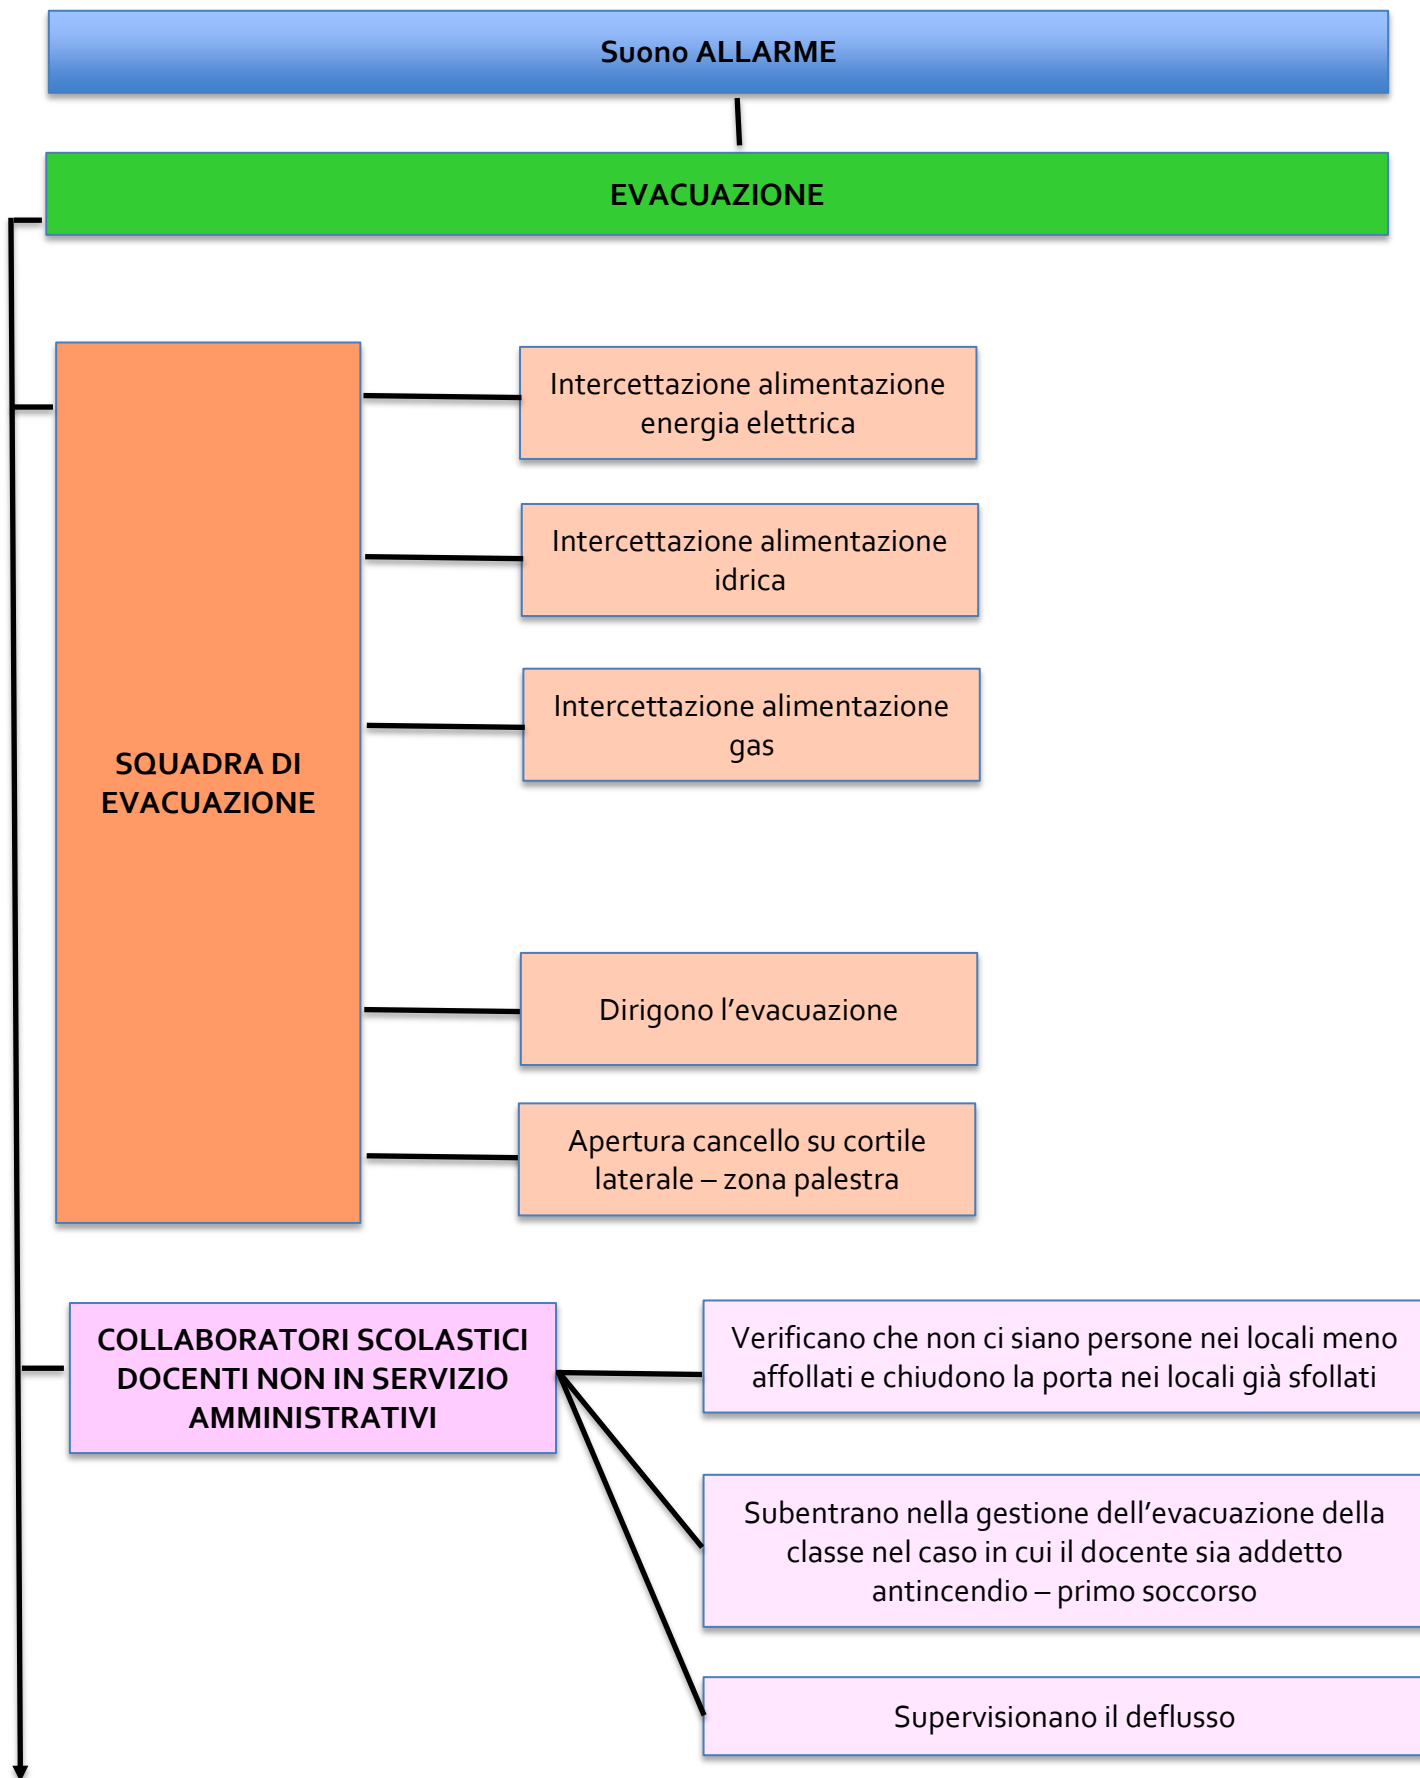 Suono ALLARME
EVACUAZIONE
SQUADRA DI
EVACUAZIONE
Intercettazione alimentazione
energia elettrica
Intercettazione alimentazione
idrica
Intercettazione alimentazione
gas
Dirigono l’evacuazione
Apertura cancello su cortile
laterale – zona palestra
COLLABORATORI SCOLASTICI
DOCENTI NON IN SERVIZIO
AMMINISTRATIVI
Verificano che non ci siano persone nei locali meno
affollati e chiudono la porta nei locali già sfollati
Subentrano nella gestione dell’evacuazione della
classe nel caso in cui il docente sia addetto
antincendio – primo soccorso
Supervisionano il deflusso